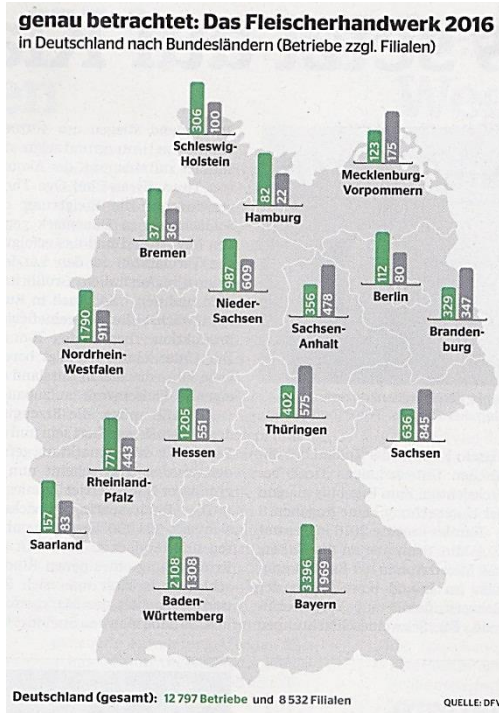 genau betrachtet: Das Fleischerhandwerk 2016
in Deutschland nach Bundesländern (Betriebe zzgl. Filialen)
306 100
Schleswig-
Holstein
123 175
Mecklenburg-
Vorpommern
82 22
Hamburg
37 36
Bremen
987 609
Nieder-
Sachsen
356 478
Sachsen-
Anhalt
112 80
Berlin
329 347
Branden-
burg
1790 911
Nordrhein-
Westfalen
1205 551
Hessen
402 575
Thüringen
636 845
Sachsen
771 443
Rheinland-
Pfalz
157 83
Saarland
2108 1308
Baden-
Württemberg
3396 1969
Bayern
Deutschland (gesamt): 12 797 Betriebe und 8 532 Filialen
QUELLE: DFV